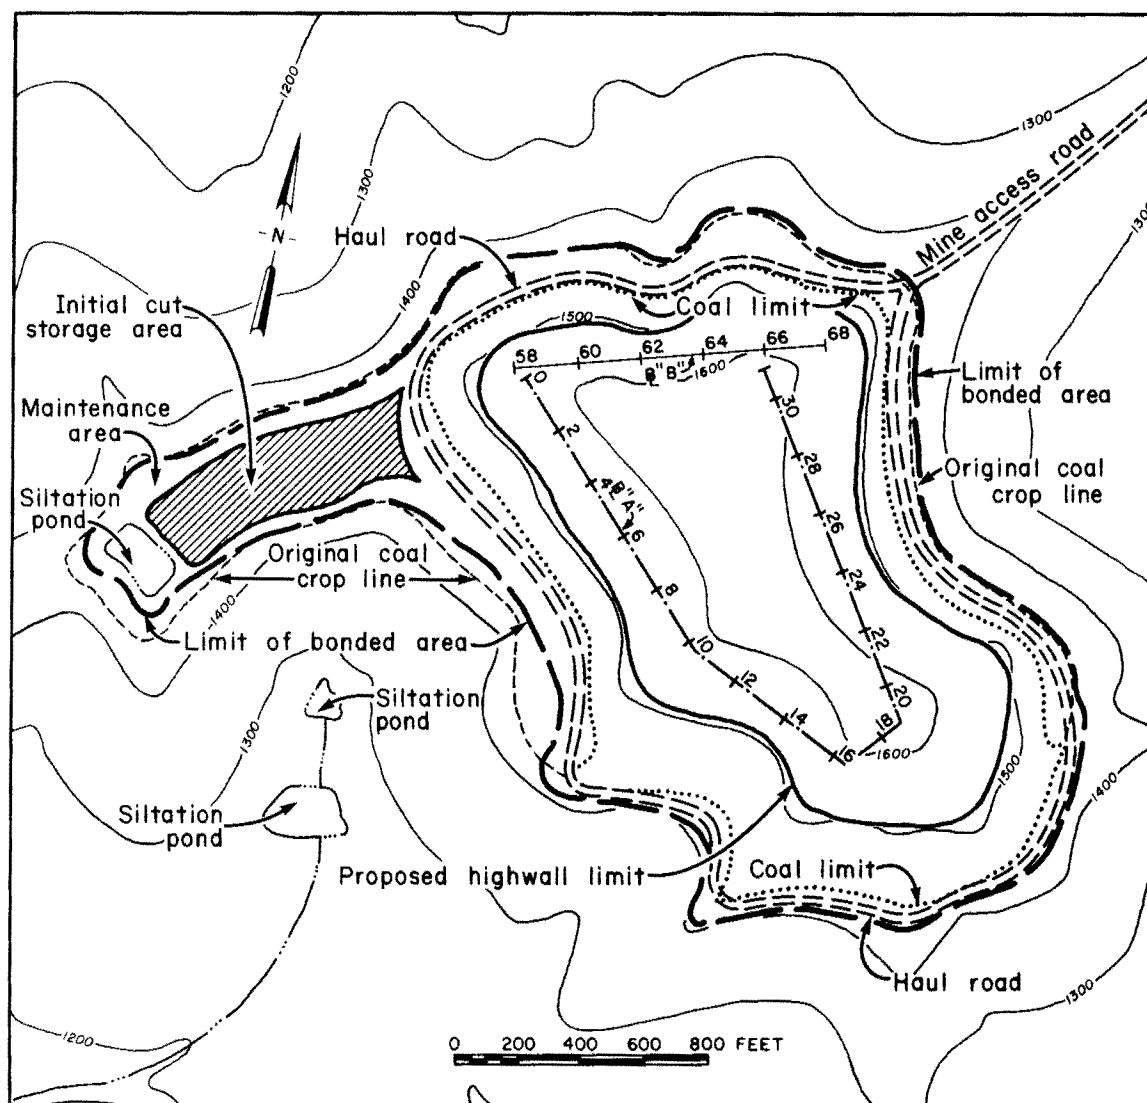 1200
1300
1300
1300
Mine access road
N
Haul road
1400
Initial cut
storage area
Coal limit
1500
58 60 62 64 66 68
1600
Limit of
bonded area
Maintenance
area
0
2
4
6
8
10
12
14
16
18
20
22
24
26
28
30
Original coal
crop line
Siltation
pond
Original coal
crop line
1400
Limit of bonded area
Siltation
pond
1300
1600
1500
1400
Siltation
pond
Proposed highwall limit
Coal limit
Haul road
1300
1200
0 200 400 600 800 FEET